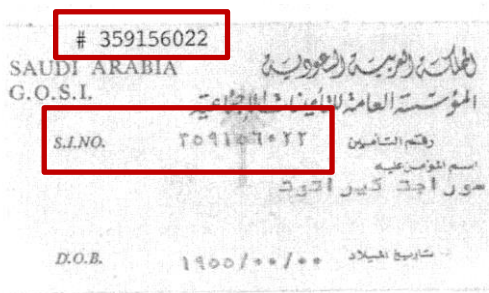 # 359156022
SAUDI ARABIA
المملكة العربية السعودية
G.O.S.I.
المؤسسة العامة للتأمينات الاجتماعية
S.I.NO. ٣٥٩١٥٦٠٢٢ رقم التأمين
اسم المؤمن عليه
D.O.B. ١٩٥٥/٠٠/٠٠ تاريخ الميلاد